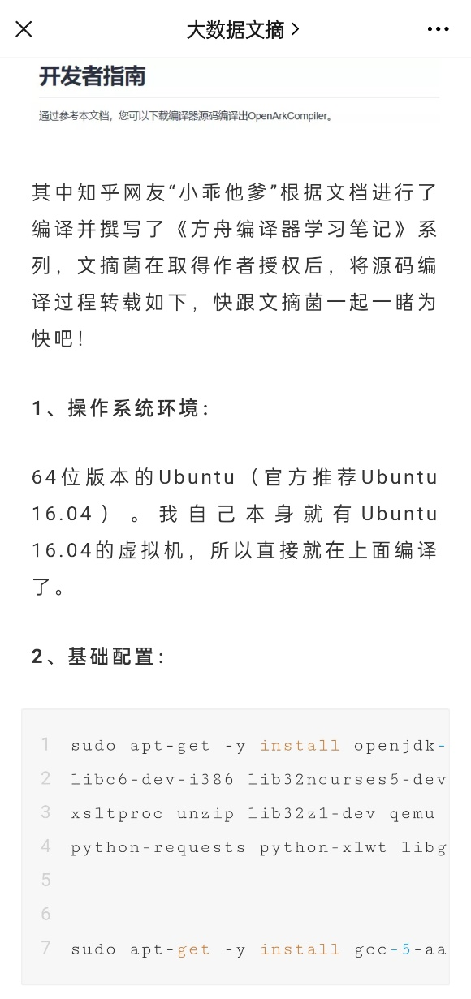 大数据文摘
开发者指南
通过参考本文档，您可以下载编译器源码编译出OpenArkCompiler。
其中知乎网友“小乖他爹”根据文档进行了
编译并撰写了《方舟编译器学习笔记》系
列，文摘菌在取得作者授权后，将源码编
译过程转载如下，快跟文摘菌一起一睹为
快吧！
1、操作系统环境：
64位版本的Ubuntu（官方推荐Ubuntu
16.04）。我自己本身就有Ubuntu
16.04的虚拟机，所以直接就在上面编译
了。
2、基础配置：
1 sudo apt-get -y install openjdk-
2 libc6-dev-i386 lib32ncurses5-dev
3 xsltproc unzip lib32z1-dev qemu
4 python-requests python-xlwt libg
5
6
7 sudo apt-get -y install gcc-5-aa